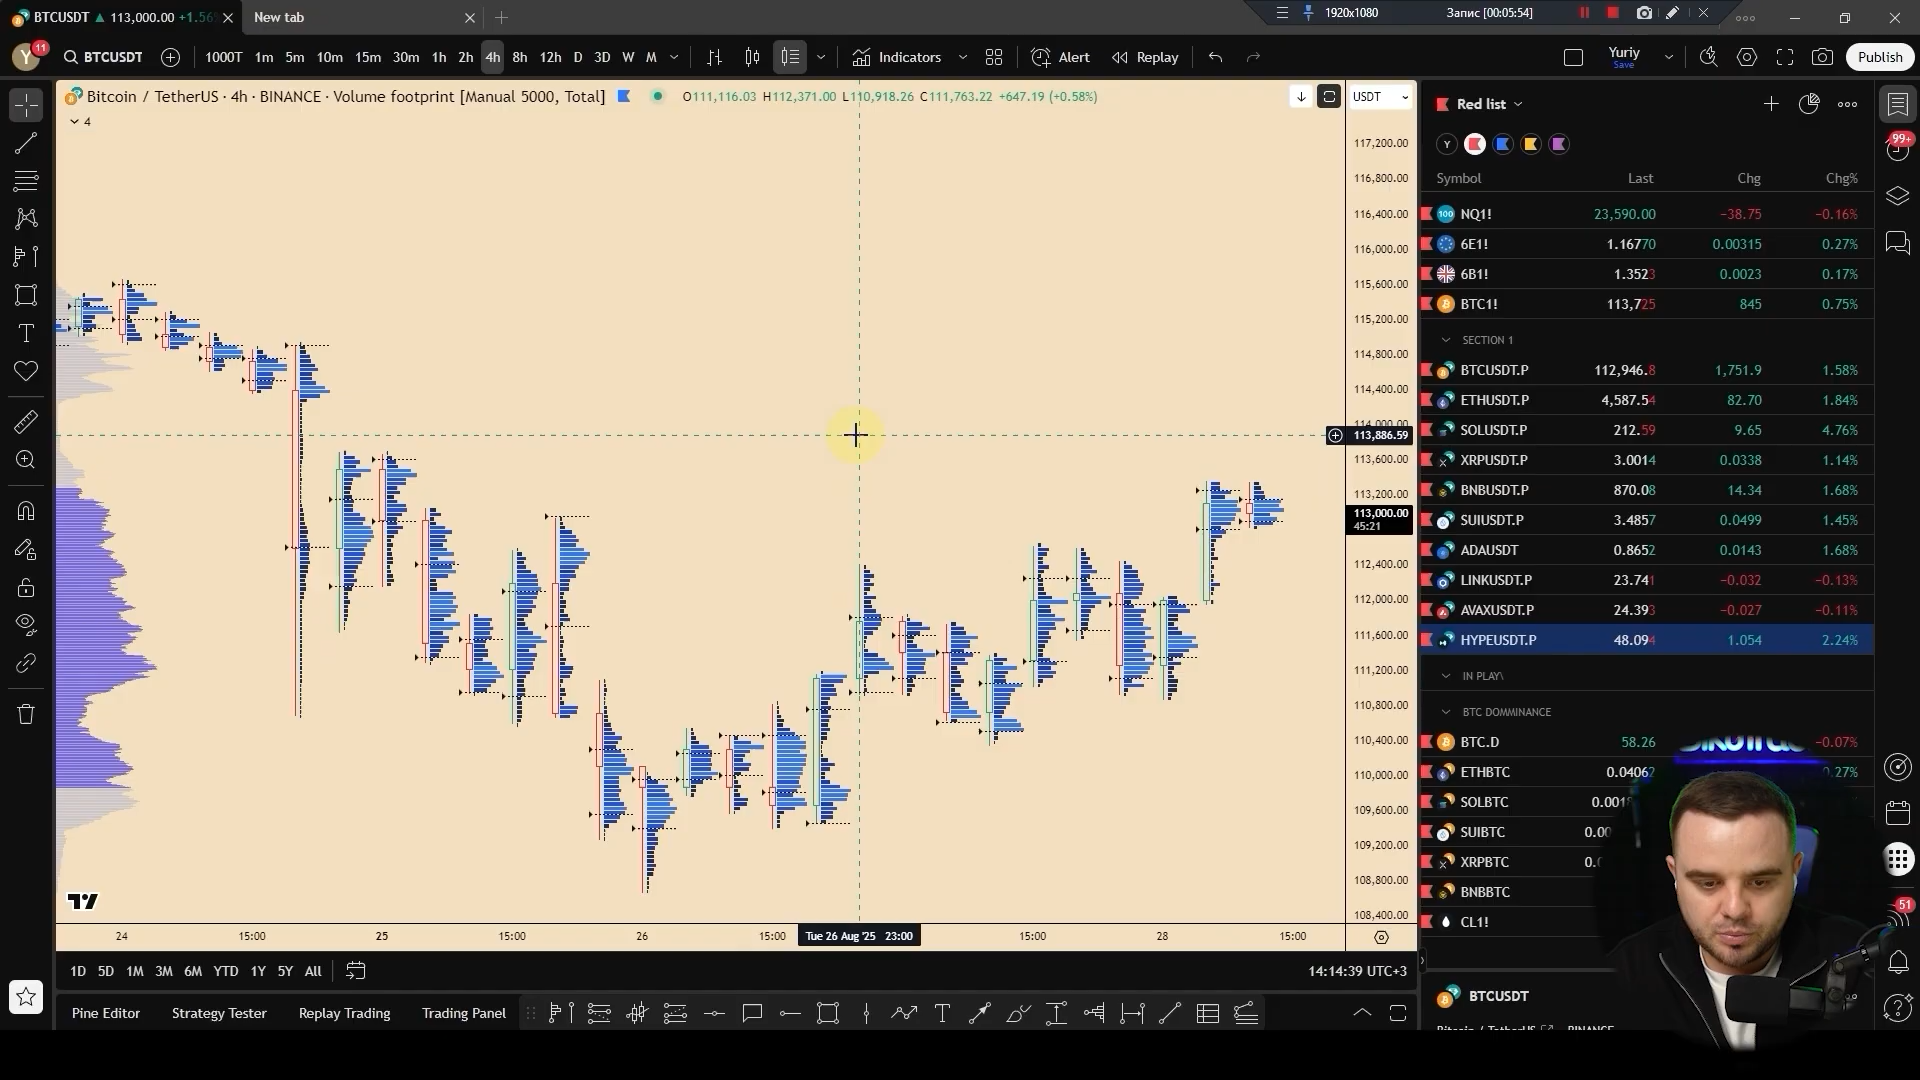 BTCUSDT ▲ 113,000.00 +1.56
New tab
1920x1080
Запис [00:05:54]
Y 11 BTCUSDT 1000T 1m 5m 10m 15m 30m 1h 2h 4h 8h 12h D 3D W M Indicators Alert Replay Yuriy Save Publish
Bitcoin / TetherUS · 4h · BINANCE · Volume footprint [Manual 5000, Total] O111,116.03 H112,371.00 L110,918.26 C111,763.22 +647.19 (+0.58%)
USDT
4
117,200.00
116,800.00
116,400.00
116,000.00
115,600.00
115,200.00
114,800.00
114,400.00
114,000.00
113,886.59
113,600.00
113,200.00
113,000.00
45:21
112,400.00
112,000.00
111,600.00
111,200.00
110,800.00
110,400.00
110,000.00
109,600.00
109,200.00
108,800.00
108,400.00
24 15:00 25 15:00 26 15:00 Tue 26 Aug '25 23:00 15:00 28 15:00
1D 5D 1M 3M 6M YTD 1Y 5Y All
14:14:39 UTC+3
Pine Editor Strategy Tester Replay Trading Trading Panel
Red list
Y
Symbol Last Chg Chg%
100 NQ1! 23,590.00 −38.75 −0.16%
6E1! 1.16770 0.00315 0.27%
6B1! 1.3523 0.0023 0.17%
BTC1! 113,725 845 0.75%
SECTION 1
BTCUSDT.P 112,946.8 1,751.9 1.58%
ETHUSDT.P 4,587.54 82.70 1.84%
SOLUSDT.P 212.59 9.65 4.76%
XRPUSDT.P 3.0014 0.0338 1.14%
BNBUSDT.P 870.08 14.34 1.68%
SUIUSDT.P 3.4857 0.0499 1.45%
ADAUSDT 0.8652 0.0143 1.68%
LINKUSDT.P 23.741 −0.032 −0.13%
AVAXUSDT.P 24.393 −0.027 −0.11%
HYPEUSDT.P 48.094 1.054 2.24%
IN PLAY\
BTC DOMMINANCE
BTC.D 58.26 −0.07%
ETHBTC 0.04062 0.27%
SOLBTC
SUIBTC
XRPBTC
BNBBTC
CL1!
BTCUSDT
Bitcoin / TetherUS BINANCE
99+
51